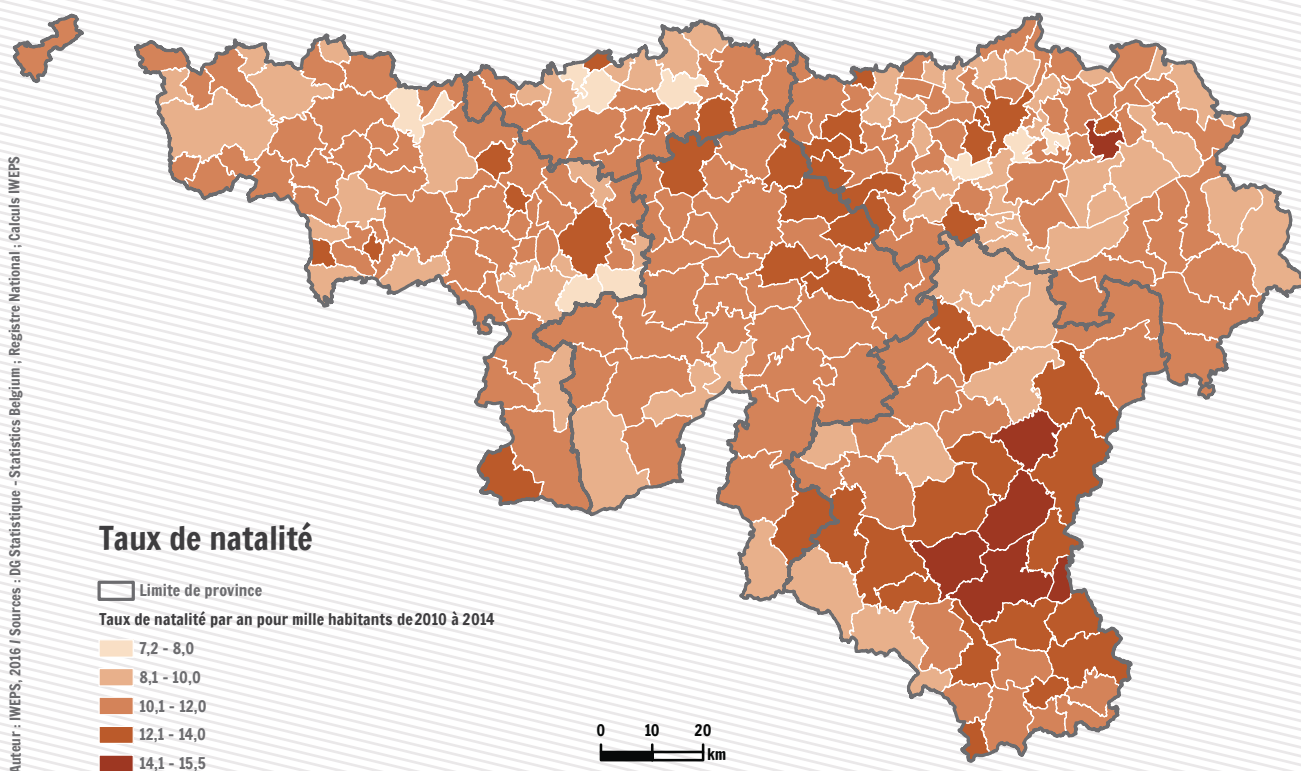 Taux de natalité
Limite de province
Taux de natalité par an pour mille habitants de 2010 à 2014
7,2 - 8,0
8,1 - 10,0
10,1 - 12,0
12,1 - 14,0
14,1 - 15,5
0 10 20
km
Auteur : IWEPS, 2016 / Sources : DG Statistique - Statistics Belgium ; Registre National ; Calculs IWEPS